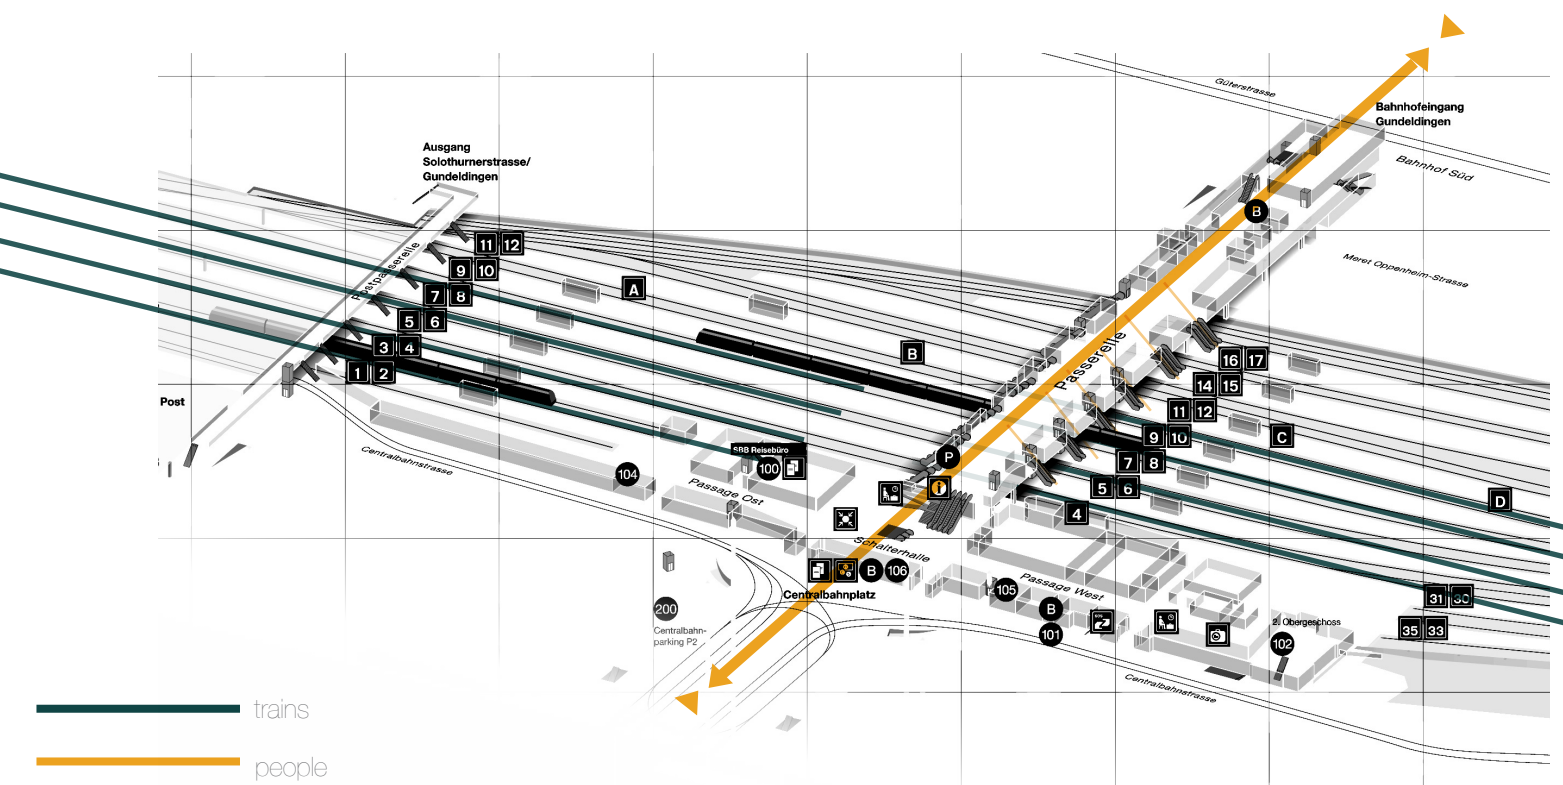 Güterstrasse
Bahnhofeingang
Gundeldingen
Bahnhof Süd
Ausgang
Solothurnerstrasse/
Gundeldingen
B
Meret Oppenheim-Strasse
Postpasserelle
11 12
9 10
7 8
5 6
3 4
1 2
A
B
Passerelle
16 17
14 15
11 12
9 10
7 8
5 6
4
C
D
Post
Centralbahnstrasse
SBB Reisebüro
100
104
P
i
Passage Ost
Schalterhalle
B 106
Centralbahnplatz
105
Passage West
B
101
200
Centralbahn-
parking P2
31 30
35 33
2. Obergeschoss
102
Centralbahnstrasse
trains
people